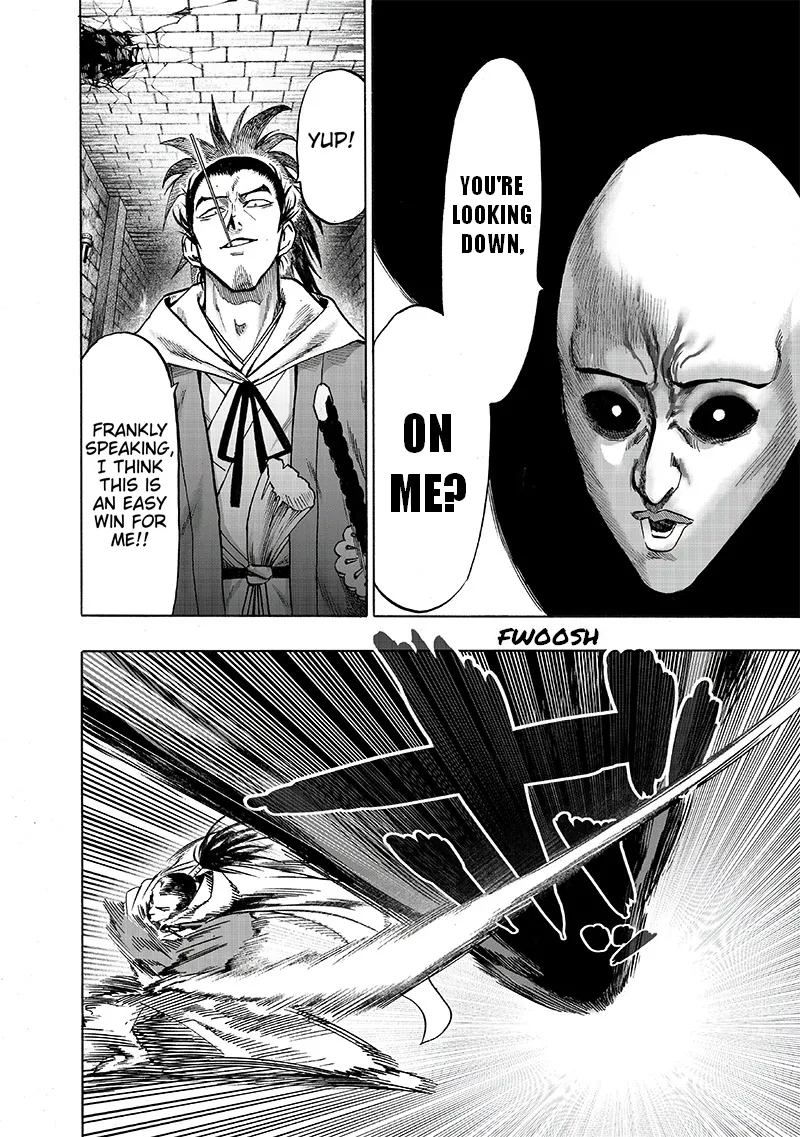 YOU'RE
LOOKING
DOWN,
ON
ME?
YUP!
FRANKLY
SPEAKING,
I THINK
THIS IS
AN EASY
WIN FOR
ME!!
FWOOSH